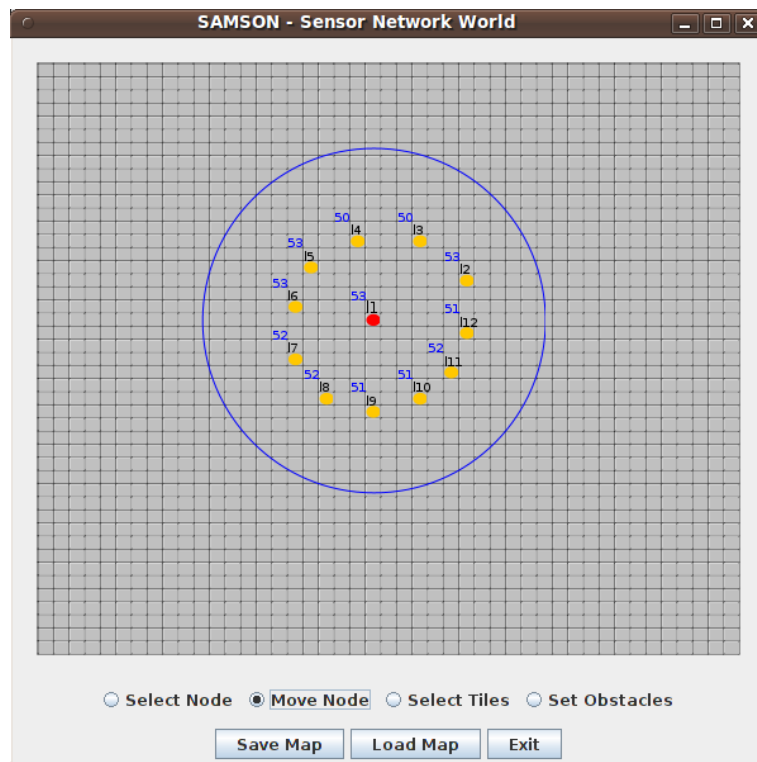 SAMSON - Sensor Network World
50 50
l4 l3
53 53
l5 l2
53 53
l6 l1 51
l12
52 52
l7 l11
52 51 51
l8 l10
l9
Select Node Move Node Select Tiles Set Obstacles
Save Map Load Map Exit